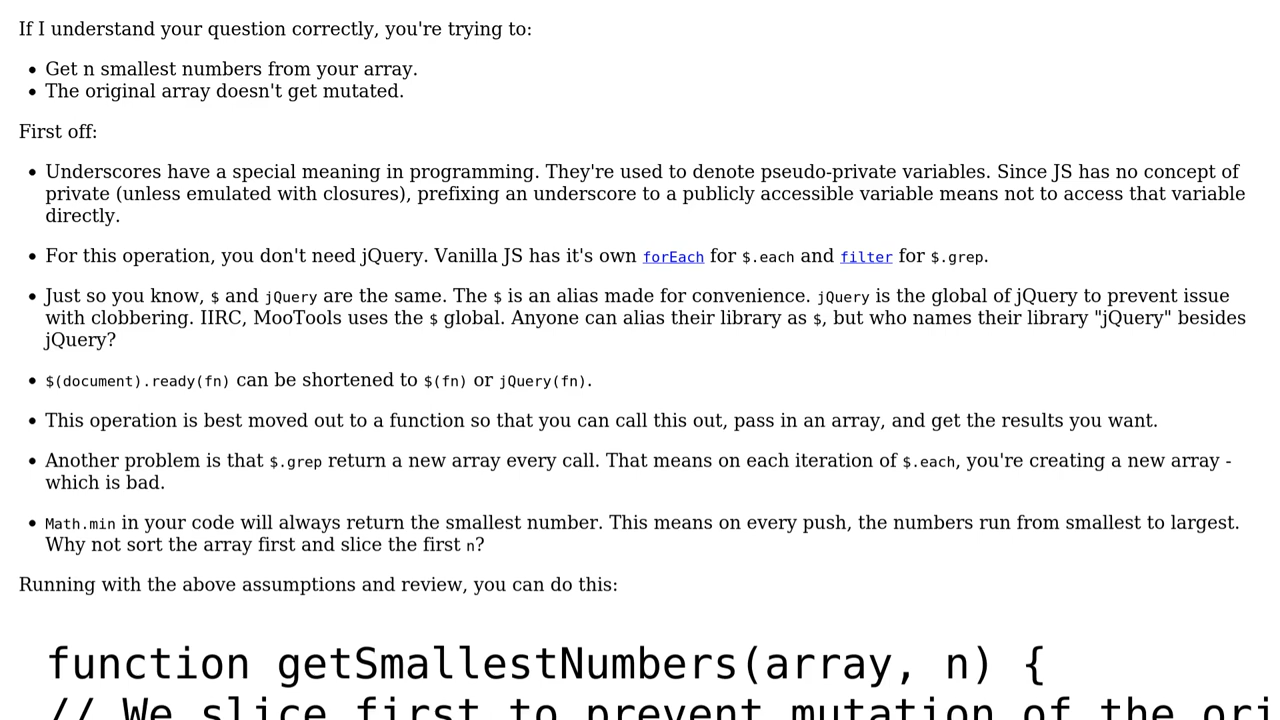 If I understand your question correctly, you're trying to:
Get n smallest numbers from your array.
The original array doesn't get mutated.
First off:
Underscores have a special meaning in programming. They're used to denote pseudo-private variables. Since JS has no concept of
private (unless emulated with closures), prefixing an underscore to a publicly accessible variable means not to access that variable
directly.
For this operation, you don't need jQuery. Vanilla JS has it's own forEach for $.each and filter for $.grep.
Just so you know, $ and jQuery are the same. The $ is an alias made for convenience. jQuery is the global of jQuery to prevent issue
with clobbering. IIRC, MooTools uses the $ global. Anyone can alias their library as $, but who names their library "jQuery" besides
jQuery?
$(document).ready(fn) can be shortened to $(fn) or jQuery(fn).
This operation is best moved out to a function so that you can call this out, pass in an array, and get the results you want.
Another problem is that $.grep return a new array every call. That means on each iteration of $.each, you're creating a new array -
which is bad.
Math.min in your code will always return the smallest number. This means on every push, the numbers run from smallest to largest.
Why not sort the array first and slice the first n?
Running with the above assumptions and review, you can do this:
function getSmallestNumbers(array, n) {
// We slice first to prevent mutation of the ori